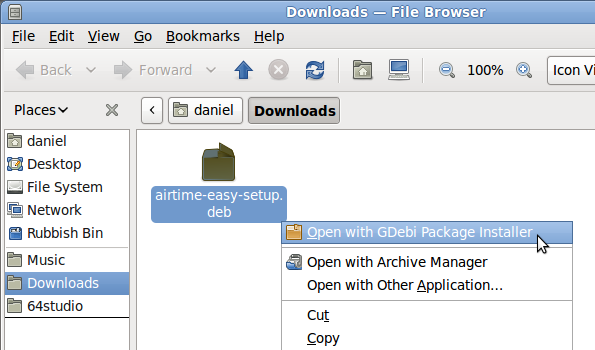 Downloads — File Browser
File Edit View Go Bookmarks Help
Back Forward 100% Icon Vi
Places daniel Downloads
daniel
Desktop
File System
Network
Rubbish Bin
Music
Downloads
64studio
airtime-easy-setup.
deb
Open with GDebi Package Installer
Open with Archive Manager
Open with Other Application...
Cut
Copy